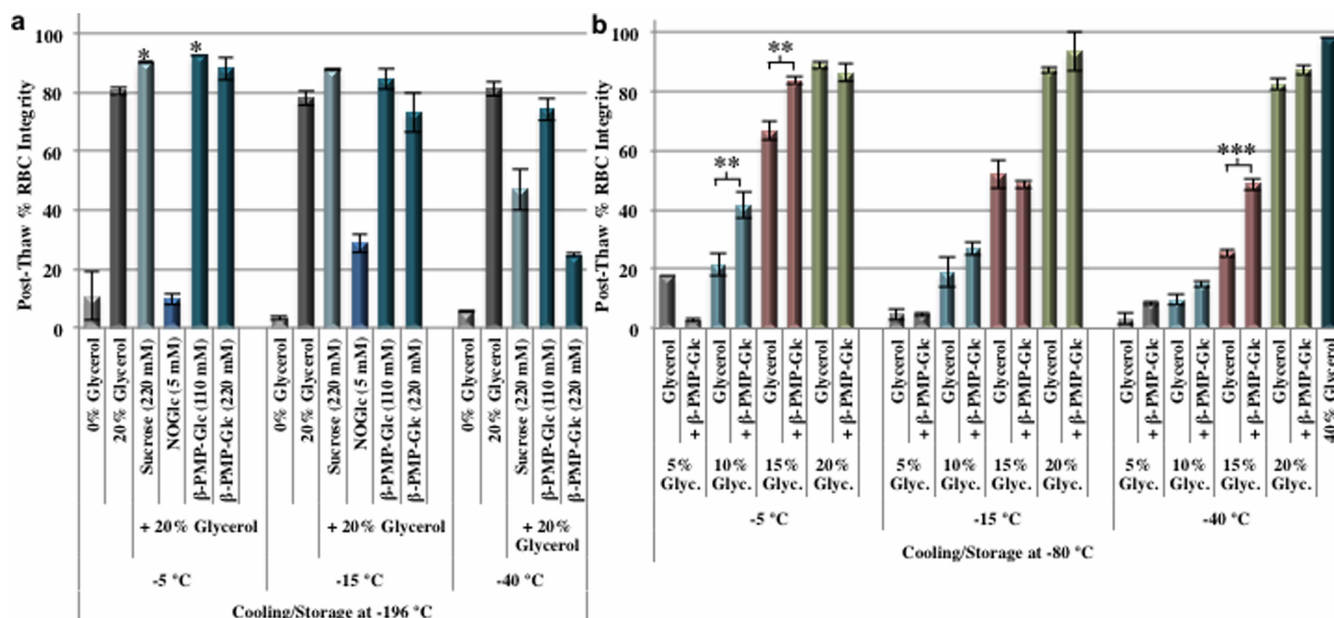 a
Post-Thaw % RBC Integrity
100
80
60
40
20
0
*
*
0% Glycerol
20% Glycerol
Sucrose (220 mM)
NOGlc (5 mM)
β-PMP-Glc (110 mM)
β-PMP-Glc (220 mM)
0% Glycerol
20% Glycerol
Sucrose (220 mM)
NOGlc (5 mM)
β-PMP-Glc (110 mM)
β-PMP-Glc (220 mM)
0% Glycerol
20% Glycerol
Sucrose (220 mM)
β-PMP-Glc (110 mM)
β-PMP-Glc (220 mM)
+ 20% Glycerol
+ 20% Glycerol
+ 20%
Glycerol
-5 °C
-15 °C
-40 °C
Cooling/Storage at -196 °C
b
Post-Thaw % RBC Integrity
100
80
60
40
20
0
**
**
***
Glycerol
+ β-PMP-Glc
Glycerol
+ β-PMP-Glc
Glycerol
+ β-PMP-Glc
Glycerol
+ β-PMP-Glc
Glycerol
+ β-PMP-Glc
Glycerol
+ β-PMP-Glc
Glycerol
+ β-PMP-Glc
Glycerol
+ β-PMP-Glc
Glycerol
+ β-PMP-Glc
Glycerol
+ β-PMP-Glc
Glycerol
+ β-PMP-Glc
Glycerol
+ β-PMP-Glc
40% Glycerol
5%
Glyc.
10%
Glyc.
15%
Glyc.
20%
Glyc.
5%
Glyc.
10%
Glyc.
15%
Glyc.
20%
Glyc.
5%
Glyc.
10%
Glyc.
15%
Glyc.
20%
Glyc.
-5 °C
-15 °C
-40 °C
Cooling/Storage at -80 °C